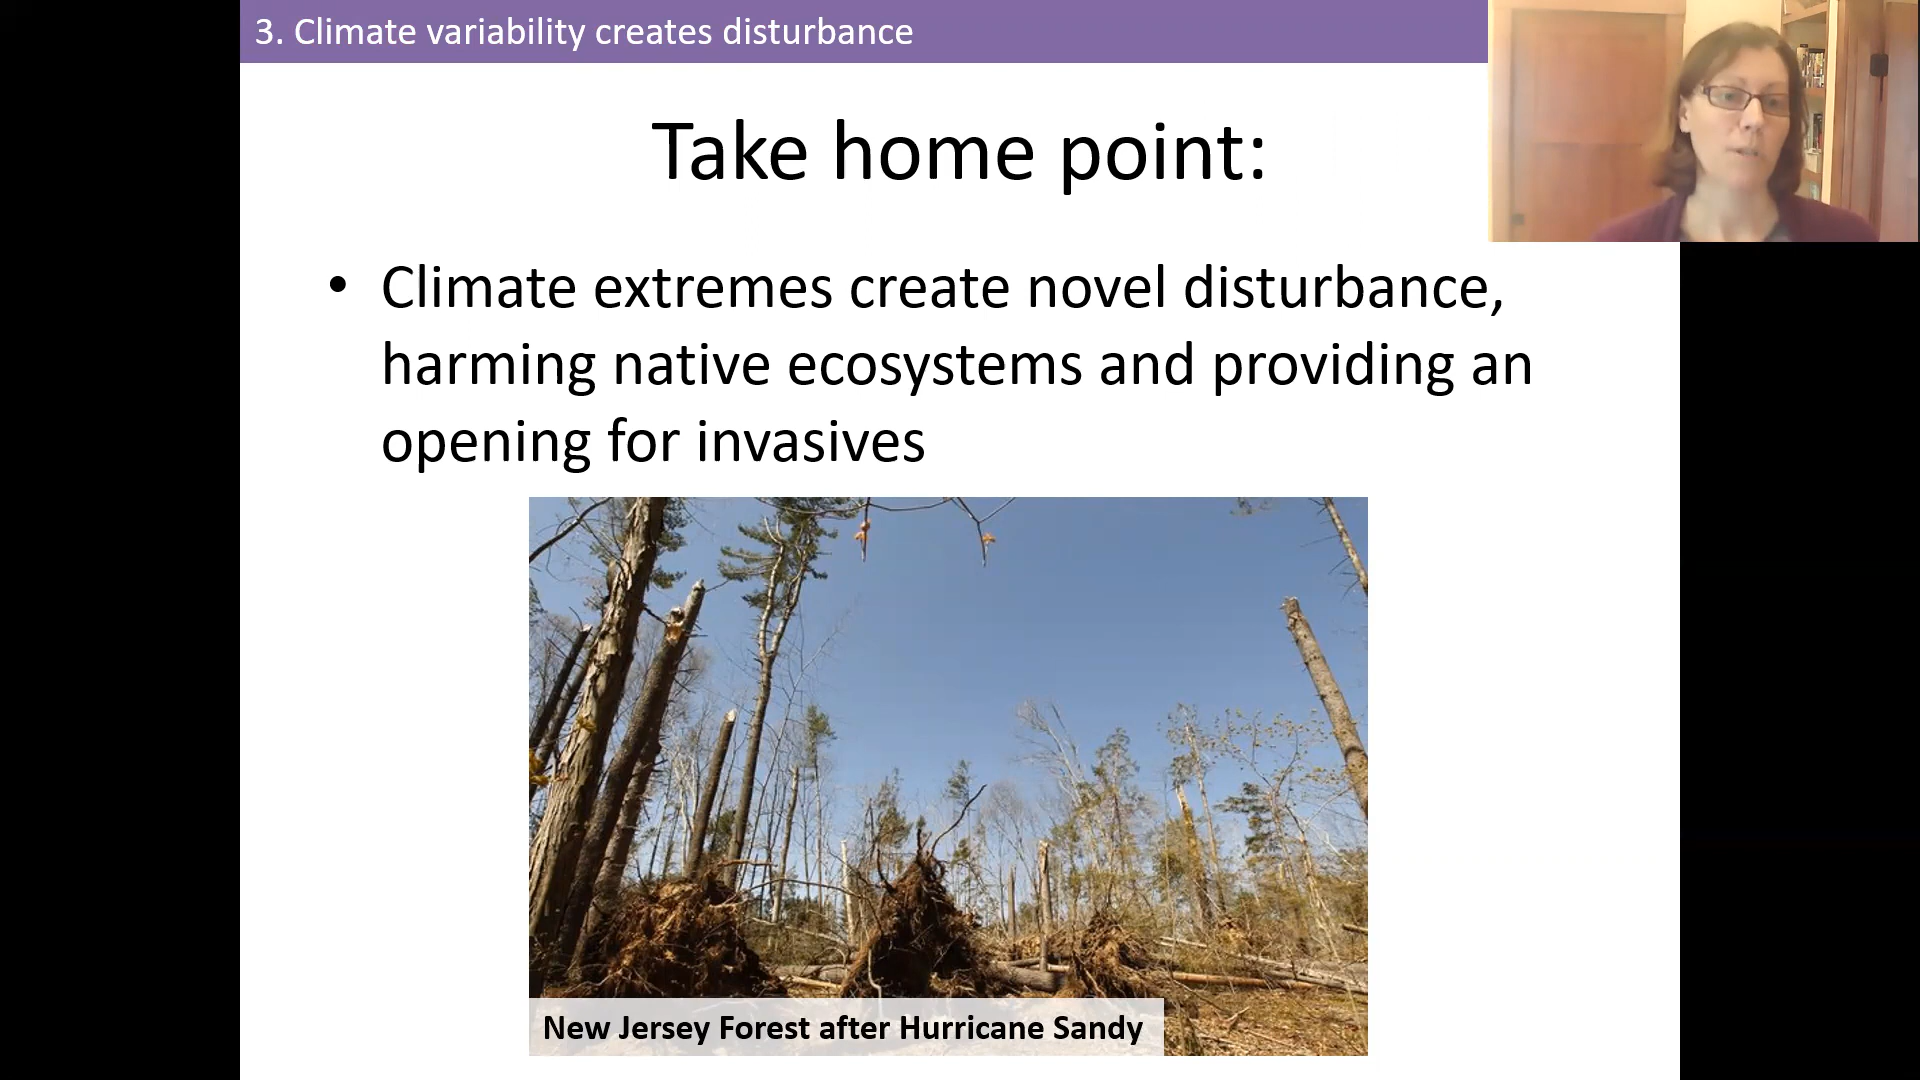 3. Climate variability creates disturbance
Take home point:
• Climate extremes create novel disturbance,
harming native ecosystems and providing an
opening for invasives
New Jersey Forest after Hurricane Sandy